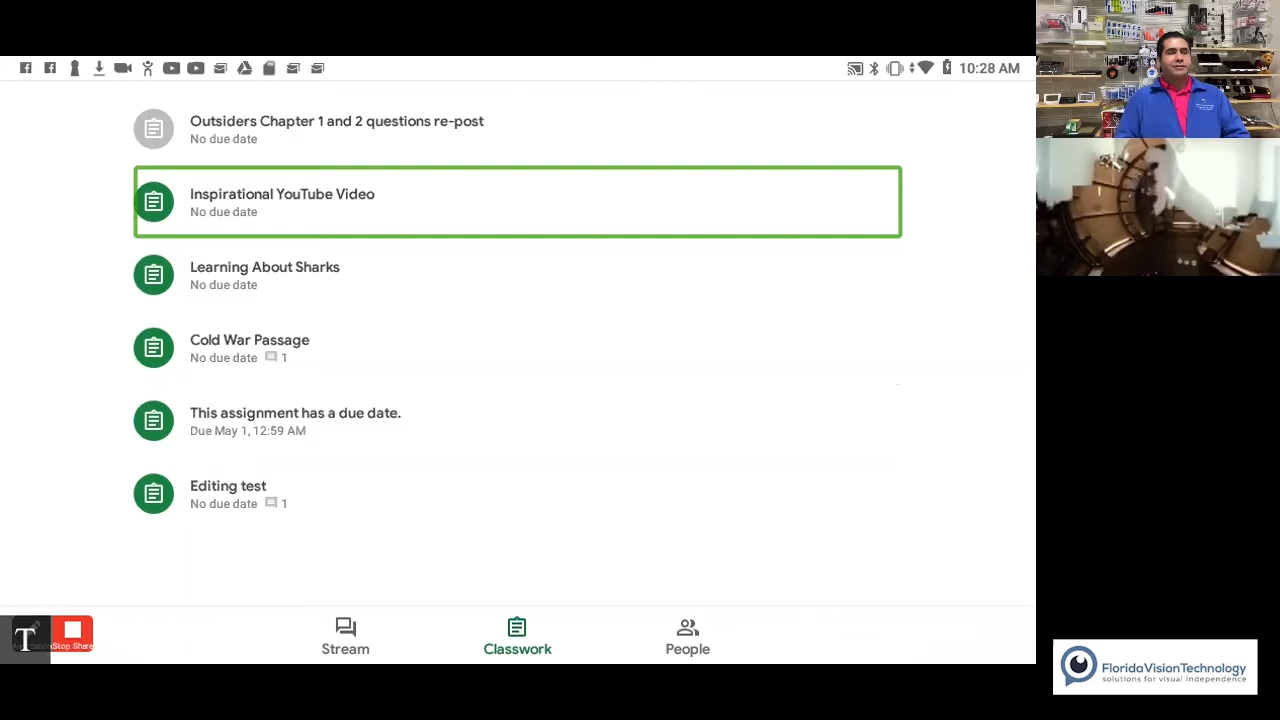 10:28 AM
Outsiders Chapter 1 and 2 questions re-post
No due date
Inspirational YouTube Video
No due date
Learning About Sharks
No due date
Cold War Passage
No due date 1
This assignment has a due date.
Due May 1, 12:59 AM
Editing test
No due date 1
T
Stop Share
Stream
Classwork
People
FloridaVisionTechnology
solutions for visual independence